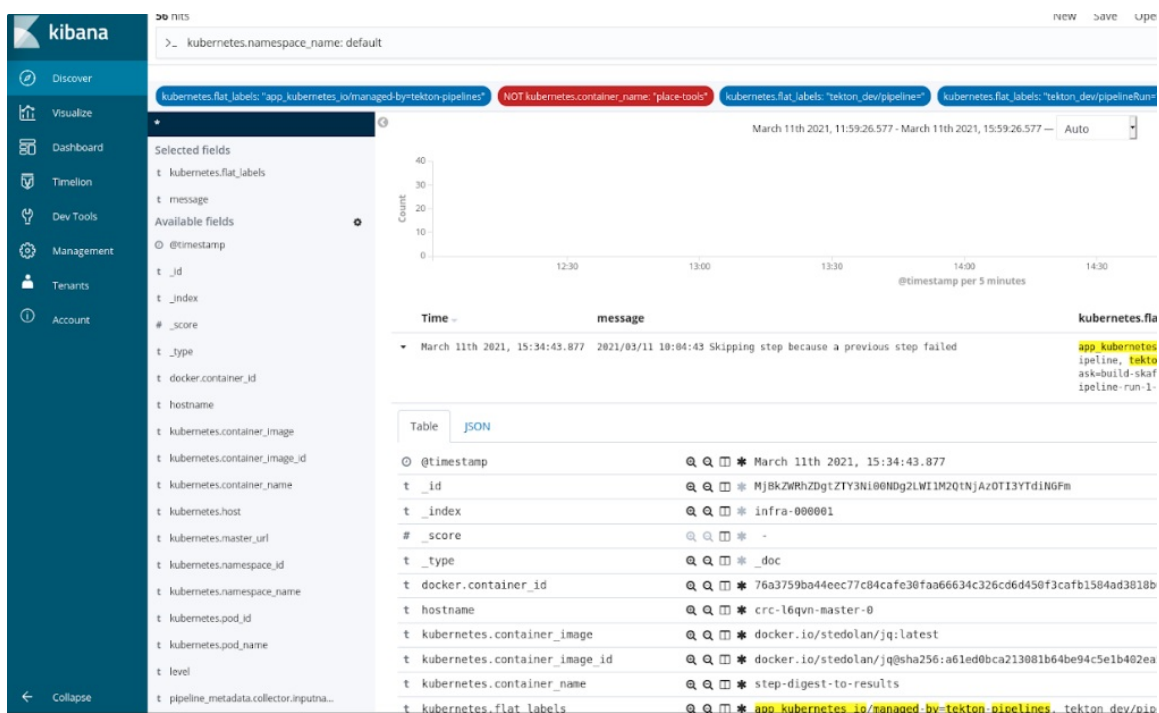 56 hits
New Save Ope
kibana
>_ kubernetes.namespace_name: default
Discover
Visualize
Dashboard
Timelion
Dev Tools
Management
Tenants
Account
Collapse
kubernetes.flat_labels: "app_kubernetes_io/managed-by=tekton-pipelines" NOT kubernetes.container_name: "place-tools" kubernetes.flat_labels: "tekton_dev/pipeline=" kubernetes.flat_labels: "tekton_dev/pipelineRun=
*
Selected fields
t kubernetes.flat_labels
t message
Available fields
@timestamp
t _id
t _index
# _score
t _type
t docker.container_id
t hostname
t kubernetes.container_image
t kubernetes.container_image_id
t kubernetes.container_name
t kubernetes.host
t kubernetes.master_url
t kubernetes.namespace_id
t kubernetes.namespace_name
t kubernetes.pod_id
t kubernetes.pod_name
t level
t pipeline_metadata.collector.inputna...
March 11th 2021, 11:59:26.577 - March 11th 2021, 15:59:26.577 — Auto
Count
40
30
20
10
0
12:30 13:00 13:30 14:00 14:30
@timestamp per 5 minutes
Time message kubernetes.fla
March 11th 2021, 15:34:43.877 2021/03/11 10:04:43 Skipping step because a previous step failed app_kubernetes
ipeline, tekto
ask=build-skaf
ipeline-run-1-
Table JSON
@timestamp March 11th 2021, 15:34:43.877
t _id
t _index infra-000001
# _score -
t _type _doc
t docker.container_id
t hostname crc-l6qvn-master-0
t kubernetes.container_image docker.io/stedolan/jq:latest
t kubernetes.container_image_id docker.io/stedolan/jq@sha256:a61ed0bca213081b64be94c5e1b402ea
t kubernetes.container_name step-digest-to-results
t kubernetes.flat_labels app_kubernetes_io/managed-by=tekton-pipelines, tekton_dev/pip